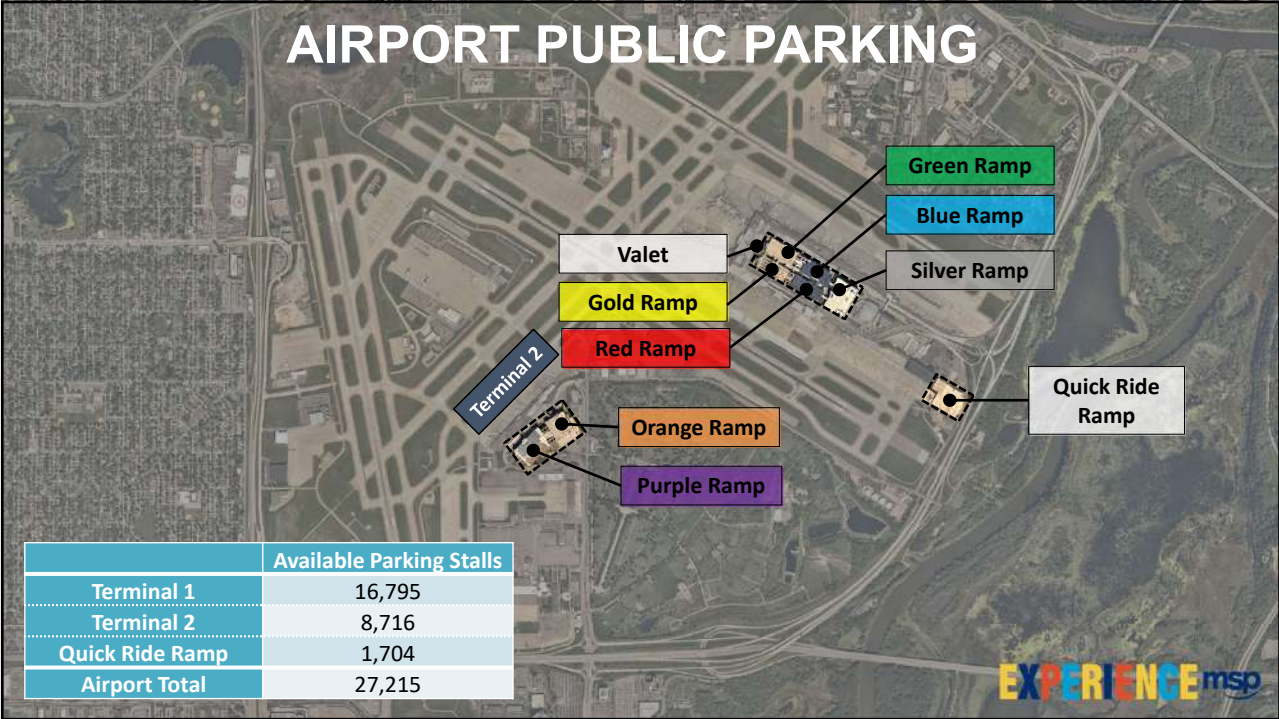 AIRPORT PUBLIC PARKING
Green Ramp
Blue Ramp
Valet
Silver Ramp
Gold Ramp
Red Ramp
Terminal 2
Quick Ride
Ramp
Orange Ramp
Purple Ramp
Available Parking Stalls
Terminal 1 16,795
Terminal 2 8,716
Quick Ride Ramp 1,704
Airport Total 27,215
EXPERIENCE msp